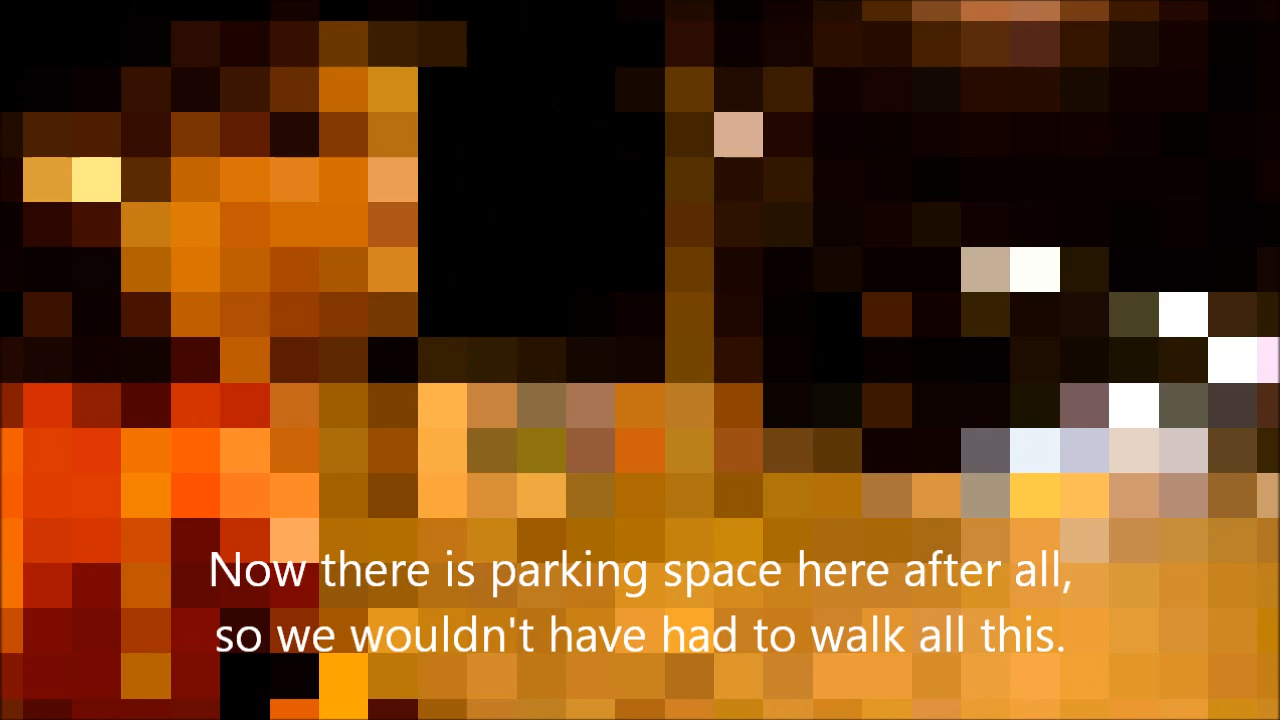 Now there is parking space here after all,
so we wouldn't have had to walk all this.